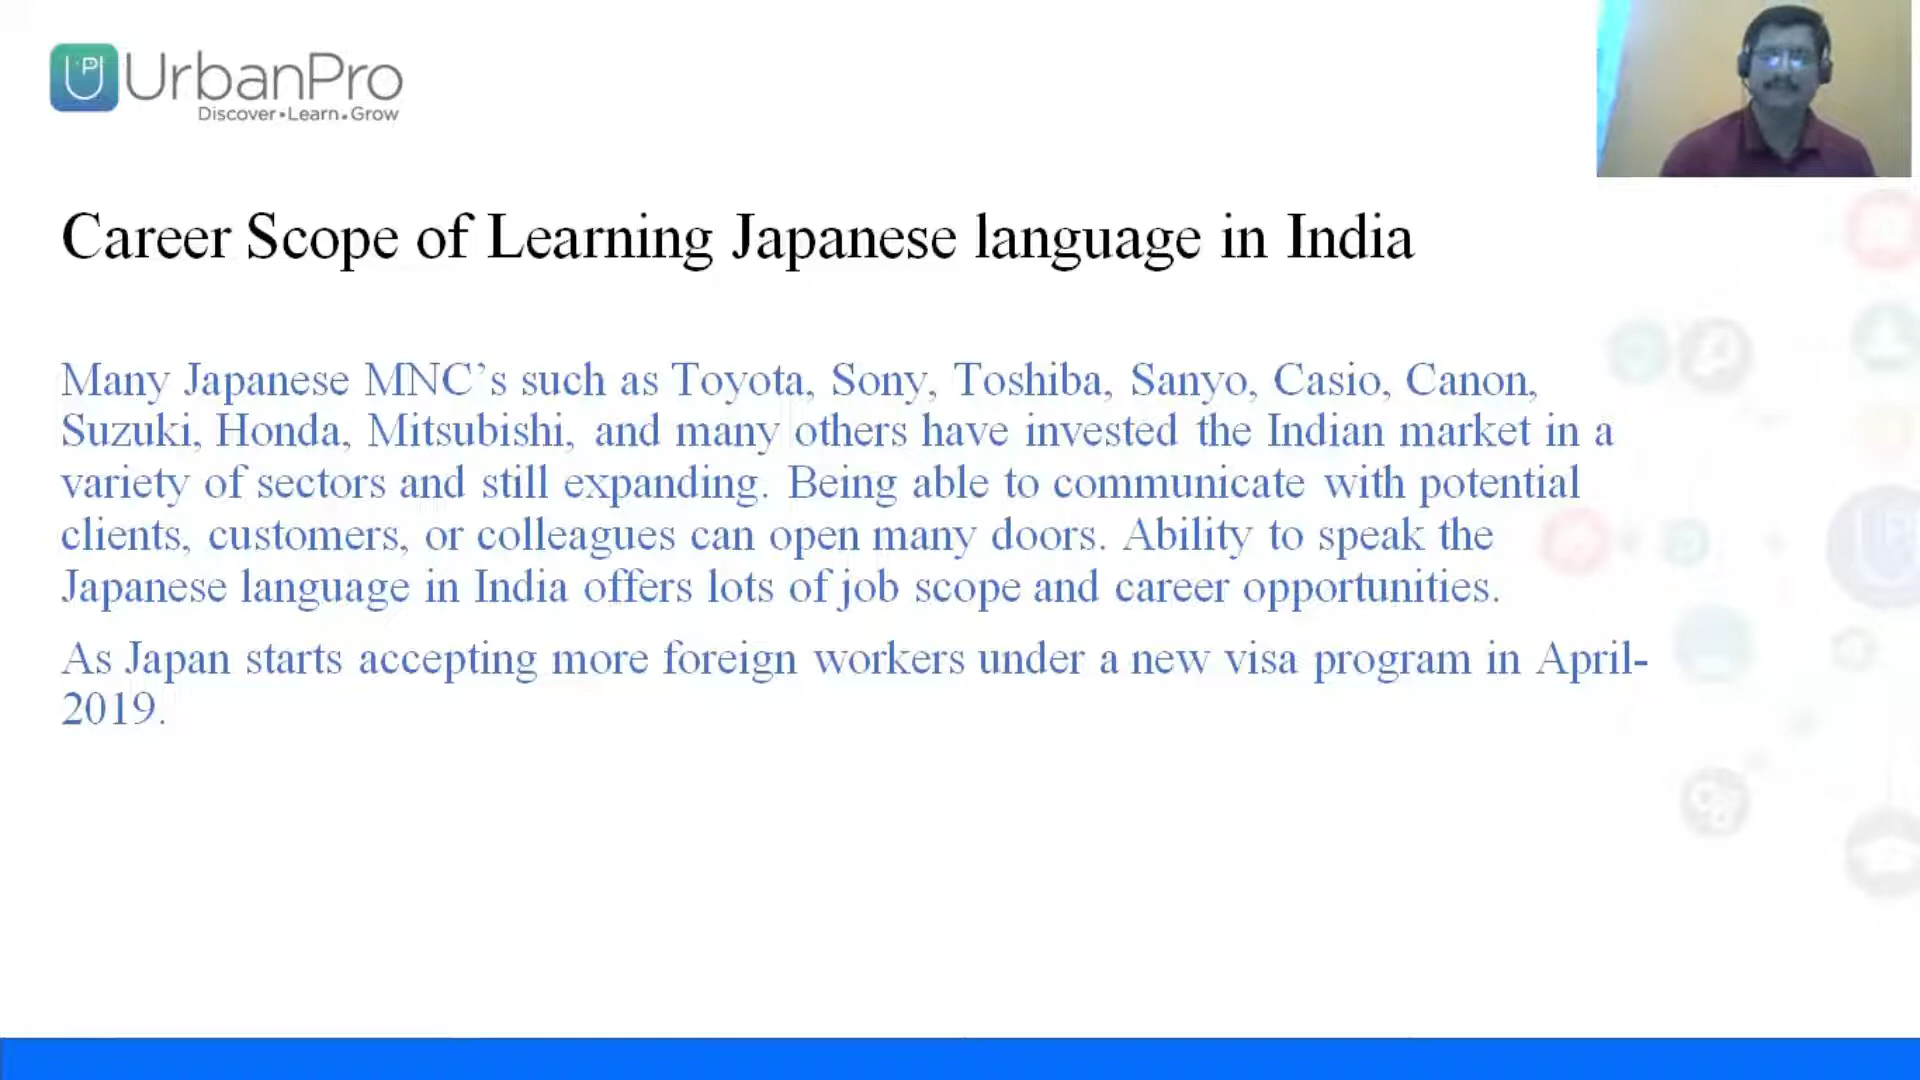 UrbanPro
Discover•Learn•Grow
Career Scope of Learning Japanese language in India
Many Japanese MNC’s such as Toyota, Sony, Toshiba, Sanyo, Casio, Canon,
Suzuki, Honda, Mitsubishi, and many others have invested the Indian market in a
variety of sectors and still expanding. Being able to communicate with potential
clients, customers, or colleagues can open many doors. Ability to speak the
Japanese language in India offers lots of job scope and career opportunities.
As Japan starts accepting more foreign workers under a new visa program in April-
2019.